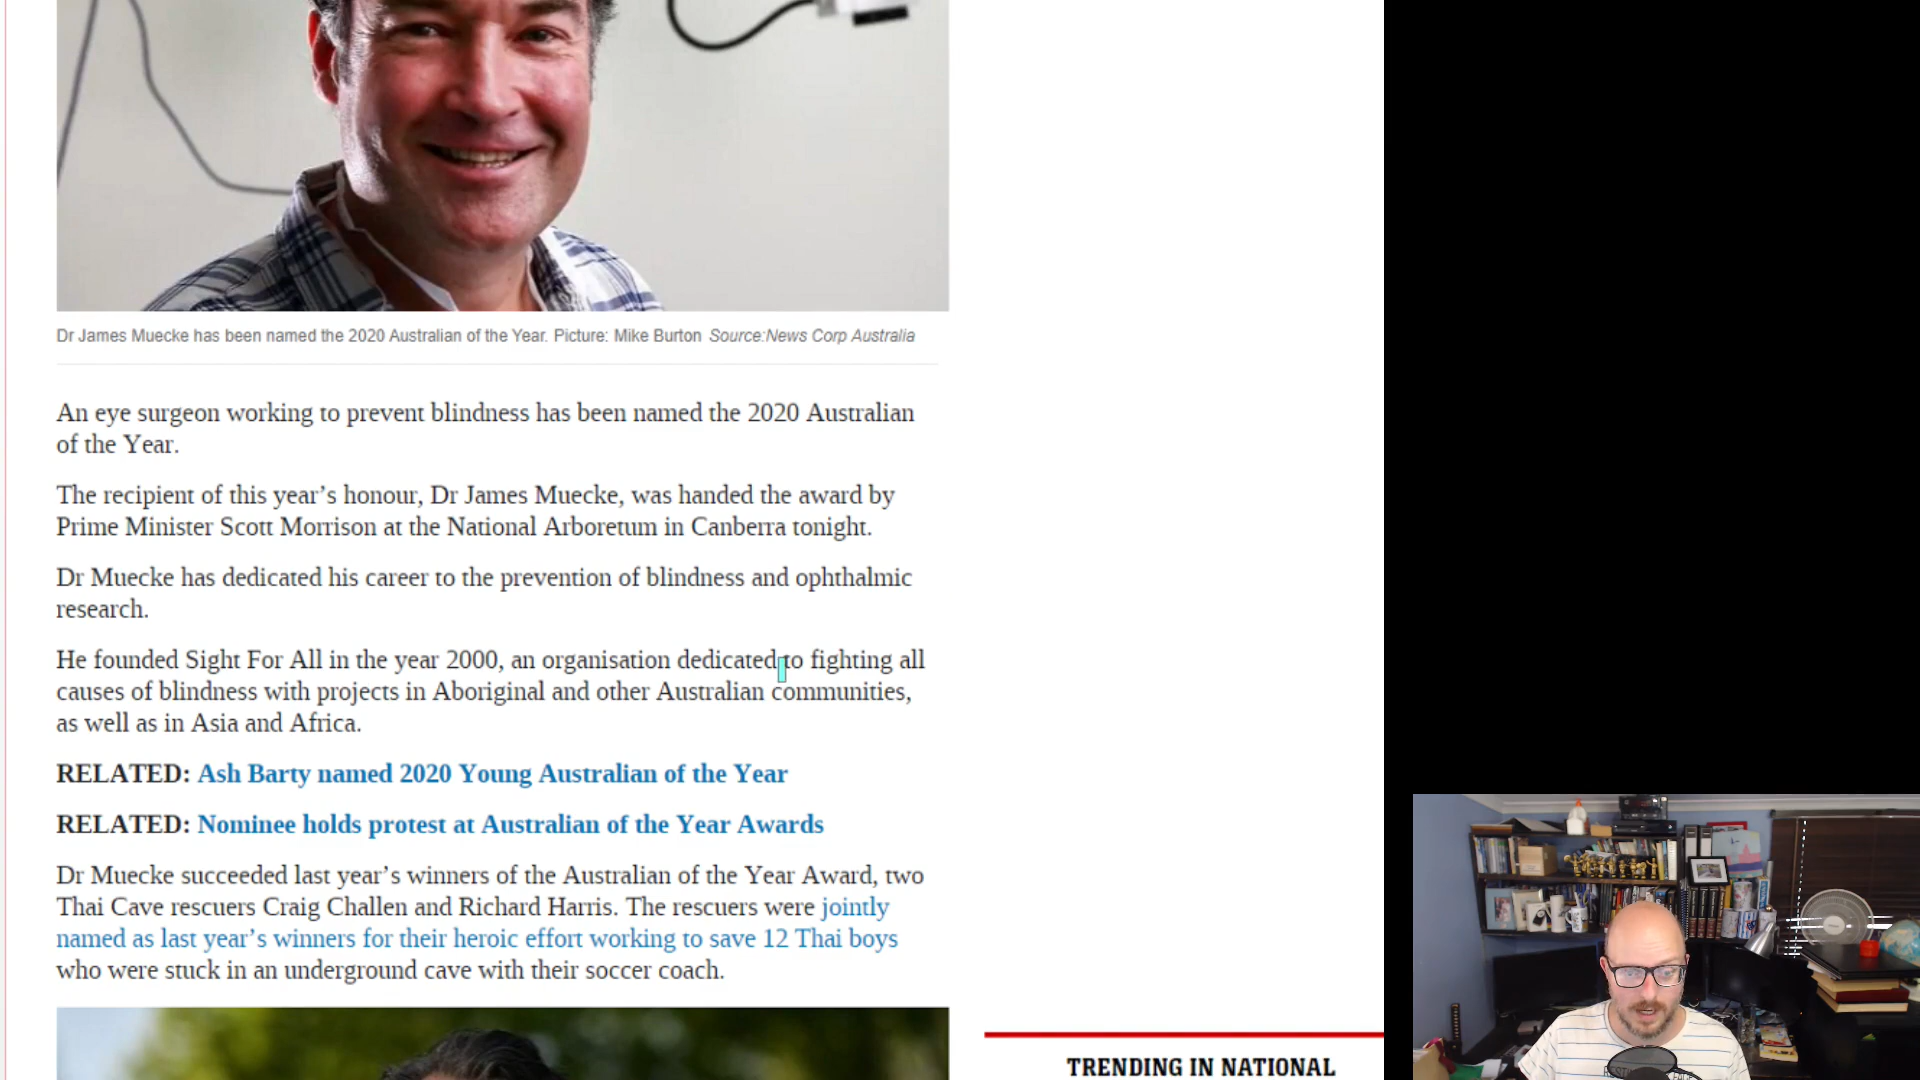 Dr James Muecke has been named the 2020 Australian of the Year. Picture: Mike Burton Source:News Corp Australia
An eye surgeon working to prevent blindness has been named the 2020 Australian
of the Year.
The recipient of this year’s honour, Dr James Muecke, was handed the award by
Prime Minister Scott Morrison at the National Arboretum in Canberra tonight.
Dr Muecke has dedicated his career to the prevention of blindness and ophthalmic
research.
He founded Sight For All in the year 2000, an organisation dedicated to fighting all
causes of blindness with projects in Aboriginal and other Australian communities,
as well as in Asia and Africa.
RELATED: Ash Barty named 2020 Young Australian of the Year
RELATED: Nominee holds protest at Australian of the Year Awards
Dr Muecke succeeded last year’s winners of the Australian of the Year Award, two
Thai Cave rescuers Craig Challen and Richard Harris. The rescuers were jointly
named as last year’s winners for their heroic effort working to save 12 Thai boys
who were stuck in an underground cave with their soccer coach.
TRENDING IN NATIONAL